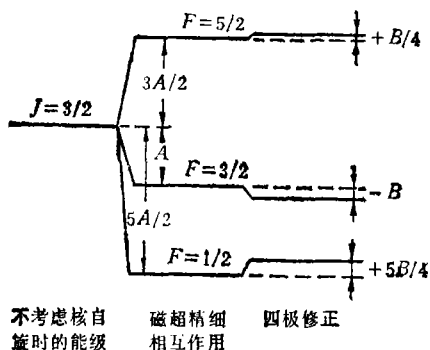 F=5/2
+B/4
3A/2
J=3/2
A
F=3/2
-B
5A/2
F=1/2
+5B/4
不考虑核自 磁超精细 四极修正
旋时的能级 相互作用